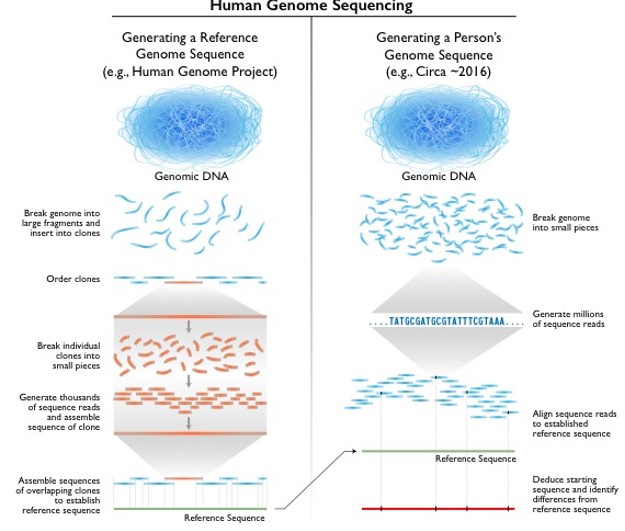 Human Genome Sequencing
Generating a Reference
Genome Sequence
(e.g., Human Genome Project)
Genomic DNA
Break genome into
large fragments and
insert into clones
Order clones
Break individual
clones into
small pieces
Generate thousands
of sequence reads
and assemble
sequence of clone
Assemble sequences
of overlapping clones
to establish
reference sequence
Reference Sequence
Generating a Person's
Genome Sequence
(e.g., Circa ~2016)
Genomic DNA
Break genome
into small pieces
Generate millions
of sequence reads
....TATGCGATGCGTATTTCGTAAA....
Align sequence reads
to established
reference sequence
Reference Sequence
Deduce starting
sequence and identify
differences from
reference sequence